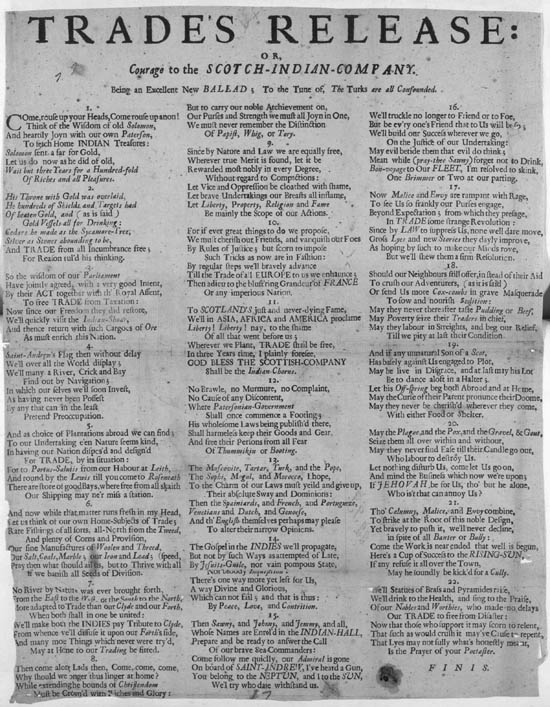 TRADE'S RELEASE:
OR,
Courage to the SCOTCH-INDIAN-COMPANY.
Being an Excellent New BALLAD; To the Tune of, The Turks are all Confounded.
1.
COme, rouse up your Heads, Come rouse up anon!
Think of the Wisdom of old Solomon,
And heartily Joyn with our own Paterson,
To fetch Home INDIAN Treasures:
Solomon sent a far for Gold,
Let us do now as he did of old,
Wait but three Years for a Hundred-fold
Of Riches and all Pleasures.
2.
His Throne with Gold was overlaid,
His hundreds of Shields and Targets had
Of beaten Gold, and (as is said)
Gold Vessels all for Drinking;
Cedars he made as the Sycamore-tree,
Silver as Stones abounding to be,
And TRADE from all Incumbrance free;
For Reason rul'd his thinking.
3.
So the wisdom of our Parliament
Have jointly agreed, with a very good Intent,
By their ACT together with th' Royal Assent,
To free TRADE from Taxation:
Now since our Freedom they did restore,
We'll quickly visit the Indian-Shoar,
And thence return with such Cargoes of Ore
As must enrich this Nation.
4.
Saint-Andrew's Flag then without delay
We'll over all the World display;
We'll many a River, Crick and Bay
Find out by Navigation;
In which our selves we'll soon Invest,
As having never been Possest
By any that can in the least
Pretend Preoccupation.
5.
And as choice of Plantations abroad we can find;
To our Undertaking e'en Nature seems kind,
In having our Nation dispos'd and design'd
For TRADE, by its situation:
For to Portus-Salutis from our Habour at Leith,
And round by the Lewis till you come to Roseneath
There are store of good Bays, where free from all skaith
Our Shipping may ne'r miss a station.
6.
And now while that matter runs fresh in my Head,
Let us think of our own Home-Subjects of Trade;
Rare Fishings of all sorts, all-North from the Tweed,
And plenty of Corns and Provision,
Our fine Manufactures of Woolen and Threed,
Our Salt, Coals, Marble, our Iron and Lead;
Pray then what should ail us, but to Thrive with all speed,
If we banish all Seeds of Division.
7.
No River by Nature was ever brought forth,
From the East to the West, or the South to the North,
More adapted to Trade than our Clyde and our Forth,
When both shall in one be united:
We'll make both the INDIES pay Tribute to Clyde,
From whence we'll diffuse it upon our Forth's side,
And many moe Things which never were try'd,
May at Home to our Trading be fitted.
8.
Then come alongst Lads then, Come, come, come,
Why should we longer thus linger at home?
While extending the bounds of Christendom
Must be Crown'd with Riches and Glory:
But to carry our noble Atchievement on,
Our Purses and Strength we must all Joyn in One,
We must never remember the Distinction
Of Papist, Whig, or Tory.
9.
Since by Nature and Law we are equally free,
Wherever true Merit is found, let it be
Rewarded most nobly in every Degree,
Without regard to Competitions:
Let Vice and Oppression be cloathed with shame,
Let brave Undertakings our Breasts all inflame,
Let Liberty, Property, Religion and Fame
Be mainly the Scope of our Actions.
10.
For if ever great things to do we propose,
We must cherish our Friends, and vanquish our Foes
By Rules of Justice; but scorn to impose
Such Tricks as now are in Fashion:
By regular steps we'll bravely advance
Till the Trade of all EUROPE to us we enhance;
Then adieu to the blust'ring Grandeur of FRANCE
Or any imperious Nation.
11.
To SCOTLANDS just and never-dying Fame,
We'll in ASIA, AFRICA and AMERICA proclame
Liberty! Liberty! nay, to the shame
Of all that went before us;
Wherever we Plant, TRADE shall be free,
In three Years time, I plainly foresee,
GOD BLESS THE SCOTTISH-COMPANY
Shall be the Indian-Chorus.
12.
No Brawle, no Murmure, no Complaint,
No Cause of any Discontent,
Where Patersonian-Government
Shall once commence a Footing;
His wholesome Laws being publish'd there,
Shall harmeless keep their Goods and Gear,
And free their Persons from all Fear
Of Thummikin or Booting.
13.
The Moscovite, Tartar, Turk, and the Pope,
The Sophi, Mogul, and Morocco, I hope,
To the Charm of our Laws must yeild and give up,
Their absolute Sway and Dominions:
Then the Spaniards, and French, and Portugueze,
Venetians and Dutch, and Genoese,
And th' English themselves perhaps may please
To alter their narrow Opinions.
14.
The Gospel in the INDIES we'll propagate,
But not by such Ways as attempted of Late,
By Jesuite-Guile, nor vain pompous State,
Nor bloody Inquisition:
There's one way more yet left for Us,
A way Divine and Glorious,
Which can not fail; and that is thus;
By Peace, Love, and Contrition.
15.
Then Sawny, and Johnny, and Jemmy, and all,
Whose Names are Enrol'd in the INDIAN-HALL,
Prepare and be ready to answer the Call
Of our brave Sea-Commanders:
Come follow me quickly, our Admiral is gone
On board of SAINT-ANDREW, I've heard a Gun,
You belong to the NEPTUN, and I to the SUN,
We'll try who dare withstand us.
16.
We'll truckle no longer to Friend or to Foe,
But be ev'ry one's Friend that to Us will be so;
We'll build our Success wherever we go,
On the Justice of our Undertaking:
May evil betide them that evil do think;
Mean while (pray-thee Sawny) forget not to Drink,
Bon-voyage to Our FLEET, I'm resolved to skink,
One Brimmer or Two at our parting.
17.
Now Malice and Envy are rampant with Rage,
To see Us so frankly our Purses engage,
Beyond Expectation; from which they presage,
In TRADE some strange Revolution:
Since by LAW to suppress Us, none well dare move,
Gross Lyes and new Stories they dayly improve,
As hoping by such to make our Minds rove,
But we'll shew them a firm Resolution.
18.
Should our Neighbours still offer, in stead of their Aid
To crush our Adventurers, (as it is said)
Or send Us more Cox-combs in grave Masquerade
To sow and nourish Sedition:
May they never thereafter taste Pudding or Beef,
May Poverty seize their Traders in chief,
May they labour in Streights, and beg our Relief,
Till we pity at last their Condition.
19.
And if any unnatural Son of a Scot,
Has basely against Us engaged to Plot,
May he live in Disgrace, and at last may his Lot
Be to dance aloft in a Halter;
Let his Off-spring beg both Abroad and at Home,
May the Curse of their Parent pronounce their Doome,
May they never be cherish'd wherever they come,
With either Food or Shelter.
20.
May the Plague, and the Pox, and the Gravel, & Gout,
Seize them all over within and without,
May they never find Ease till their Candle go out,
Who labour to destroy Us.
Let nothing disturb Us, come let Us go on,
And mind the Business which now we're upon;
If JEHOVAH be for Us, tho' but he alone,
Who is't that can annoy Us?
21.
Tho' Calumny, Malice, and Envy combine,
To strike at the Root of this noble Design,
Yet bravely to push it, we'll never decline,
in spite of all Banter or Bully:
Come the Work is near ended that well is begun,
Here's a Cup of Success to the RISING-SUN,
If any refuse it all over the Town,
May he soundly be kick'd for a Cully.
22.
We'll Statues of Brass and Pyramides raise,
We'll drink to the Health, and sing to the Praise,
Of our Nobles and Worthies, who made no delays
Our TRADE to free from Disaster:
And those who support it may scorn to relent,
That such as would crush it may be Cause to repent,
That Lyes may not fully what's honestly meant,
Is the Prayer of your Poetaster.
FINIS.